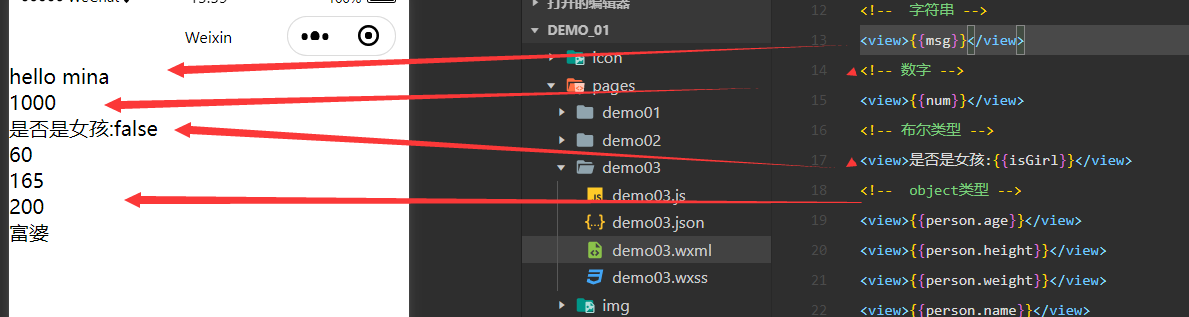 100%
Weixin
hello mina
1000
是否是女孩:false
60
165
200
富婆
打开的编辑器
DEMO_01
icon
pages
demo01
demo02
demo03
demo03.js
demo03.json
demo03.wxml
demo03.wxss
img
12 <!-- 字符串 -->
13 <view>{{msg}}</view>
14 <!-- 数字 -->
15 <view>{{num}}</view>
16 <!-- 布尔类型 -->
17 <view>是否是女孩:{{isGirl}}</view>
18 <!-- object类型 -->
19 <view>{{person.age}}</view>
20 <view>{{person.height}}</view>
21 <view>{{person.weight}}</view>
22 <view>{{person.name}}</view>